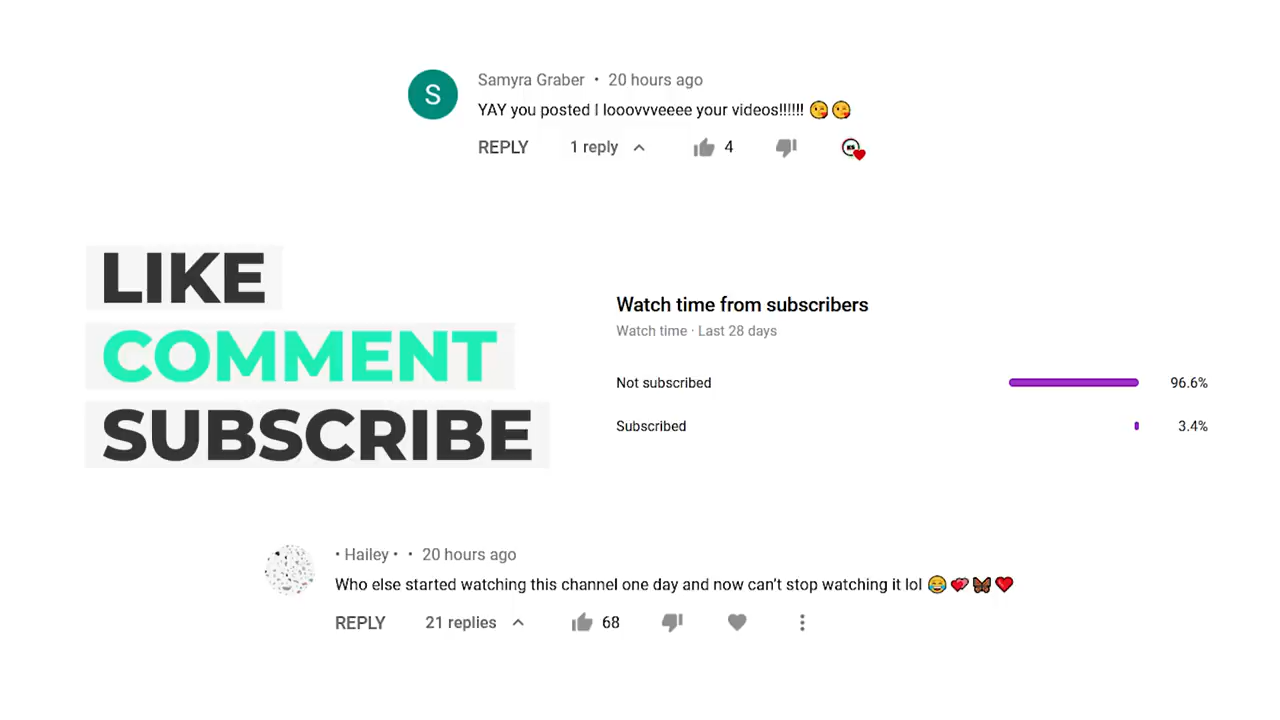 Samyra Graber • 20 hours ago
YAY you posted I looovvveeee your videos!!!!!! 😘😘
REPLY 1 reply 4
S
LIKE
COMMENT
SUBSCRIBE
Watch time from subscribers
Watch time · Last 28 days
Not subscribed 96.6%
Subscribed 3.4%
• Hailey • • 20 hours ago
Who else started watching this channel one day and now can't stop watching it lol 😂💕🦋❤️
REPLY 21 replies 68